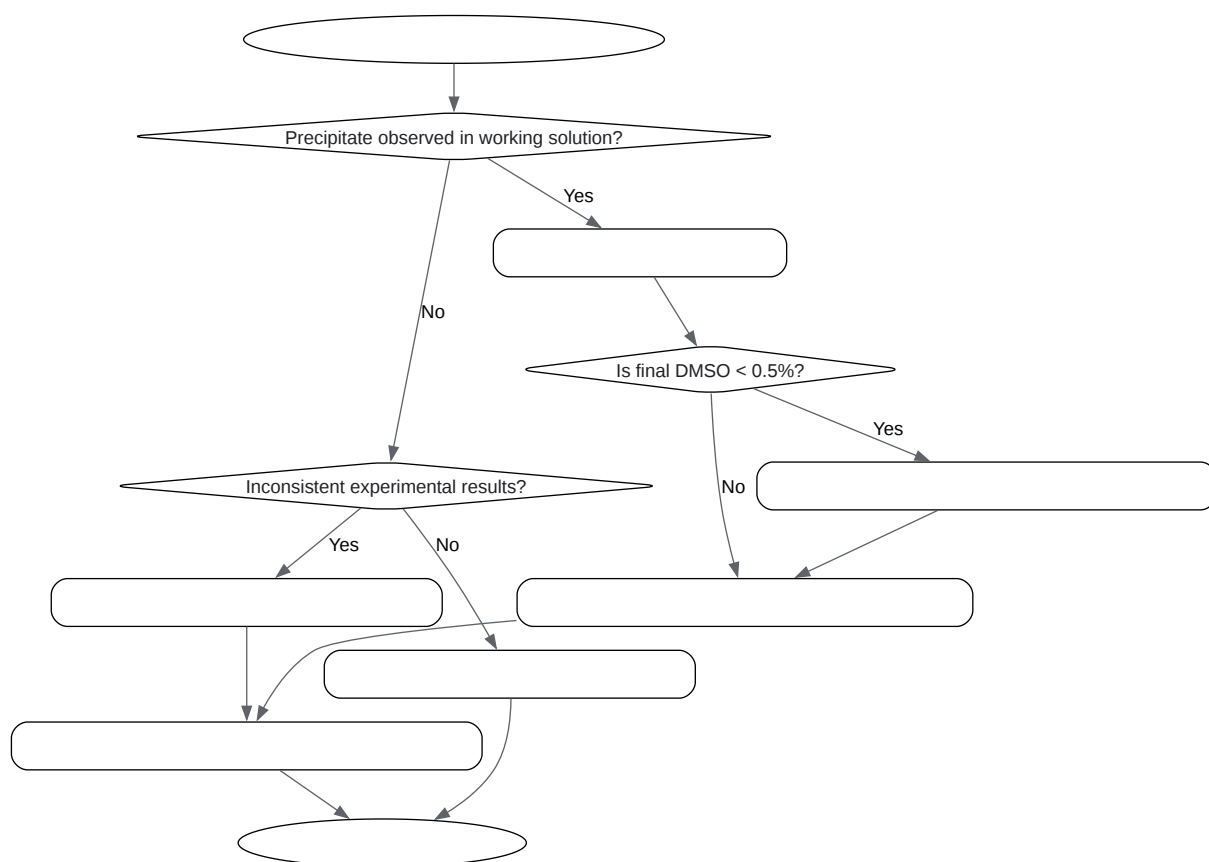 Precipitate observed in working solution?
Yes
No
Is final DMSO < 0.5%?
Yes
Inconsistent experimental results?
No
Yes
No